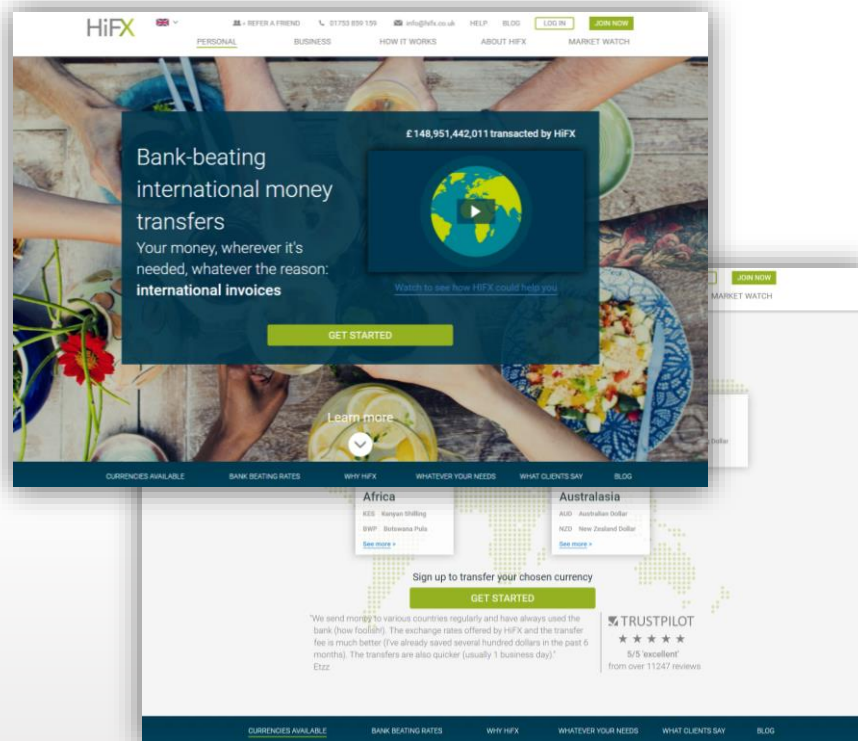 HiFX
REFER A FRIEND 01753 859 159 info@hifx.co.uk HELP BLOG LOG IN JOIN NOW
PERSONAL BUSINESS HOW IT WORKS ABOUT HIFX MARKET WATCH
£148,951,442,011 transacted by HiFX
Bank-beating
international money
transfers
Your money, wherever it's
needed, whatever the reason:
international invoices
Watch to see how HIFX could help you
GET STARTED
Learn more
CURRENCIES AVAILABLE BANK BEATING RATES WHY HIFX WHATEVER YOUR NEEDS WHAT CLIENTS SAY BLOG
JOIN NOW
MARKET WATCH
Dollar
Africa
KES Kenyan Shilling
BWP Botswana Pula
See more »
Australasia
AUD Australian Dollar
NZD New Zealand Dollar
See more »
Sign up to transfer your chosen currency
GET STARTED
"We send money to various countries regularly and have always used the
bank (how foolish!). The exchange rates offered by HiFX and the transfer
fee is much better (I've already saved several hundred dollars in the past 6
months). The transfers are also quicker (usually 1 business day)."
Etzz
TRUSTPILOT
5/5 'excellent'
from over 11247 reviews
CURRENCIES AVAILABLE BANK BEATING RATES WHY HIFX WHATEVER YOUR NEEDS WHAT CLIENTS SAY BLOG